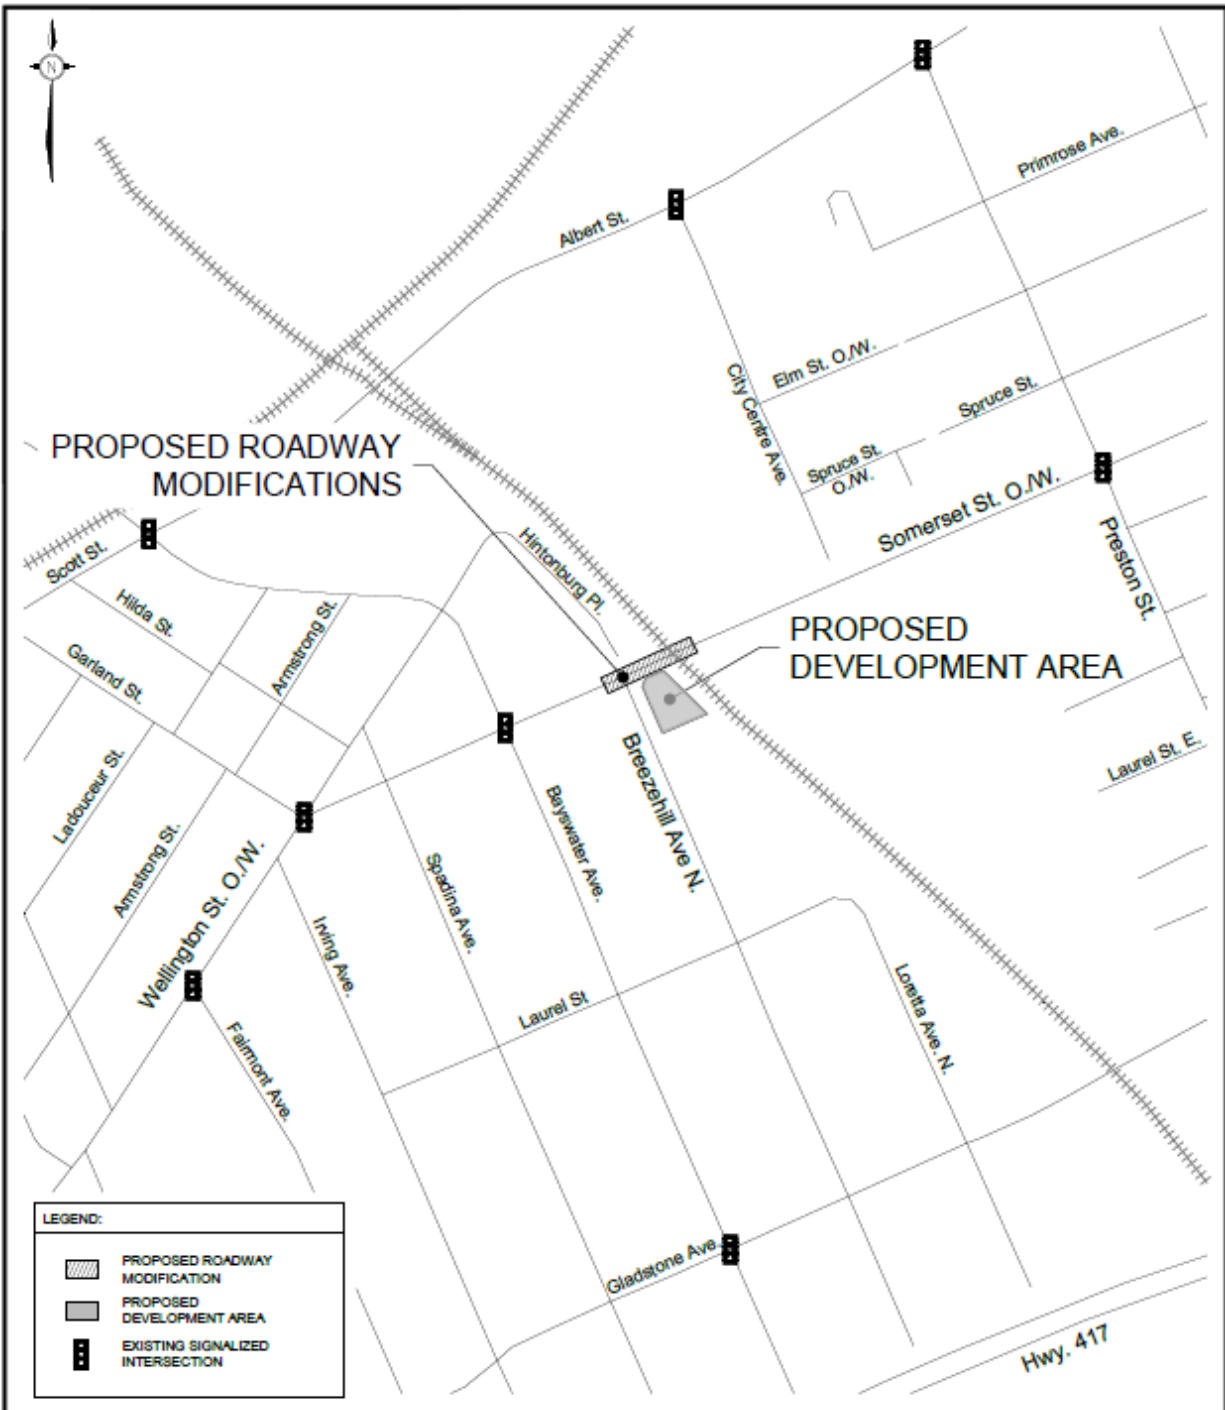 N
Primrose Ave.
Albert St.
Elm St. O./W.
City Centre Ave.
Spruce St.
Spruce St.
O./W.
PROPOSED ROADWAY
MODIFICATIONS
Somerset St. O./W.
Preston St.
Scott St.
Hintonburg Pl.
Hilda St.
Armstrong St.
Garland St.
PROPOSED
DEVELOPMENT AREA
Ladouceur St.
Breezehill Ave N.
Laurel St. E.
Armstrong St.
Bayswater Ave.
Wellington St. O./W.
Spadina Ave.
Irving Ave.
Laurel St
Loretta Ave. N.
Fairmont Ave.
Gladstone Ave.
Hwy. 417
LEGEND:
PROPOSED ROADWAY
MODIFICATION
PROPOSED
DEVELOPMENT AREA
EXISTING SIGNALIZED
INTERSECTION